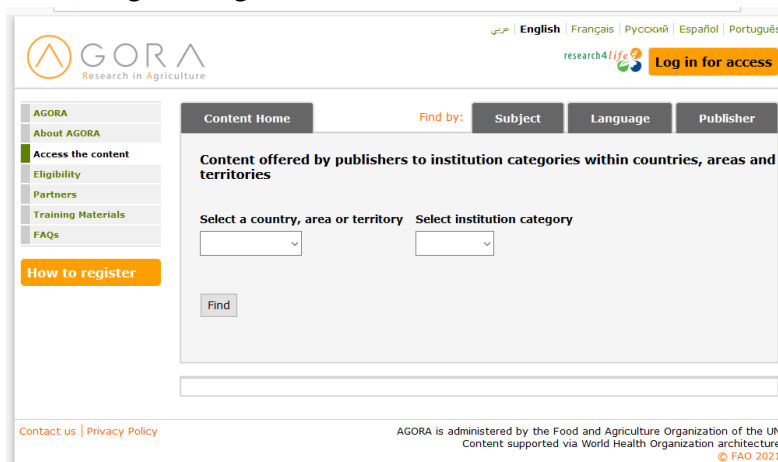 عربي English Français Русский Español Português
AGORA
Research in Agriculture
research4life
Log in for access
AGORA
About AGORA
Access the content
Eligibility
Partners
Training Materials
FAQs
How to register
Content Home
Find by:
Subject
Language
Publisher
Content offered by publishers to institution categories within countries, areas and
territories
Select a country, area or territory
Select institution category
Find
Contact us | Privacy Policy
AGORA is administered by the Food and Agriculture Organization of the UN
Content supported via World Health Organization architecture
© FAO 2021